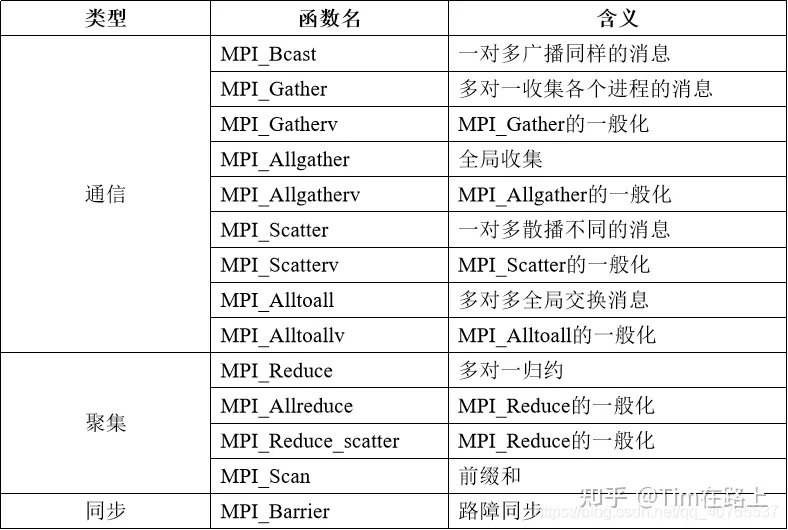 类型 函数名 含义
MPI_Bcast 一对多广播同样的消息
MPI_Gather 多对一收集各个进程的消息
MPI_Gatherv MPI_Gather的一般化
MPI_Allgather 全局收集
通信 MPI_Allgatherv MPI_Allgather的一般化
MPI_Scatter 一对多散播不同的消息
MPI_Scatterv MPI_Scatter的一般化
MPI_Alltoall 多对多全局交换消息
MPI_Alltoallv MPI_Alltoall的一般化
MPI_Reduce 多对一归约
聚集 MPI_Allreduce MPI_Reduce的一般化
MPI_Reduce_scatter MPI_Reduce的一般化
MPI_Scan 前缀和
同步 MPI_Barrier 路障同步
知乎 @Tim在路上